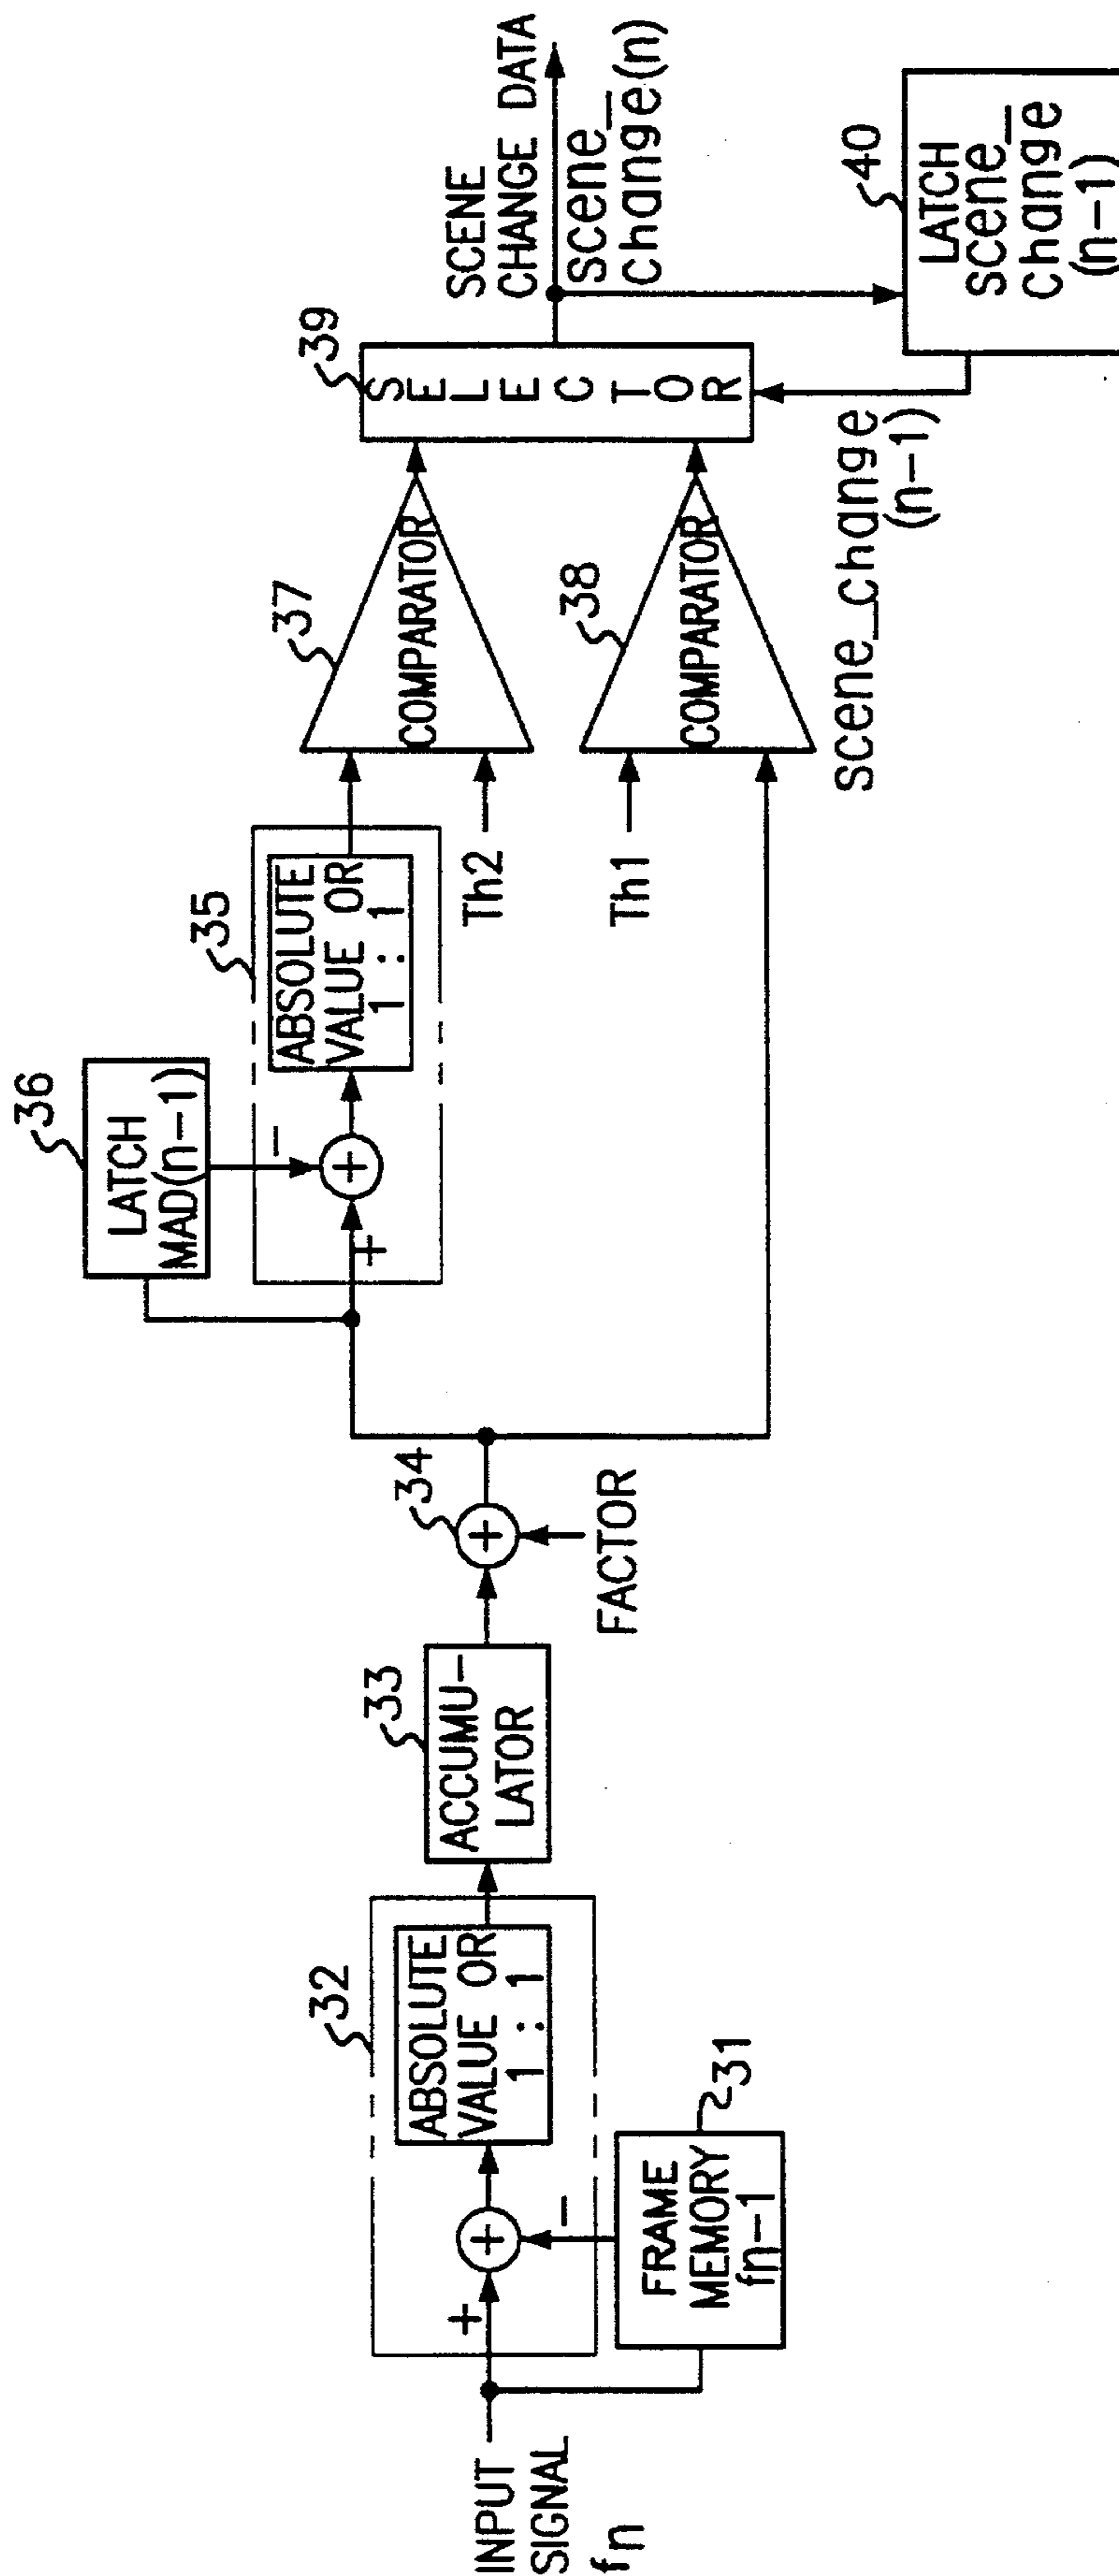 INPUT
SIGNAL
fn
FRAME
MEMORY
fn-1
31
+
-
+
32
ABSOLUTE
VALUE OR
1 : 1
33
ACCUMU-
LATOR
34
+
FACTOR
36
LATCH
MAD(n-1)
+
-
+
35
ABSOLUTE
VALUE OR
1 : 1
Th2
37
COMPARATOR
Th1
38
COMPARATOR
39
SELECTOR
SCENE
CHANGE DATA
scene_
change(n)
scene_change
(n-1)
40
LATCH
scene_
change
(n-1)